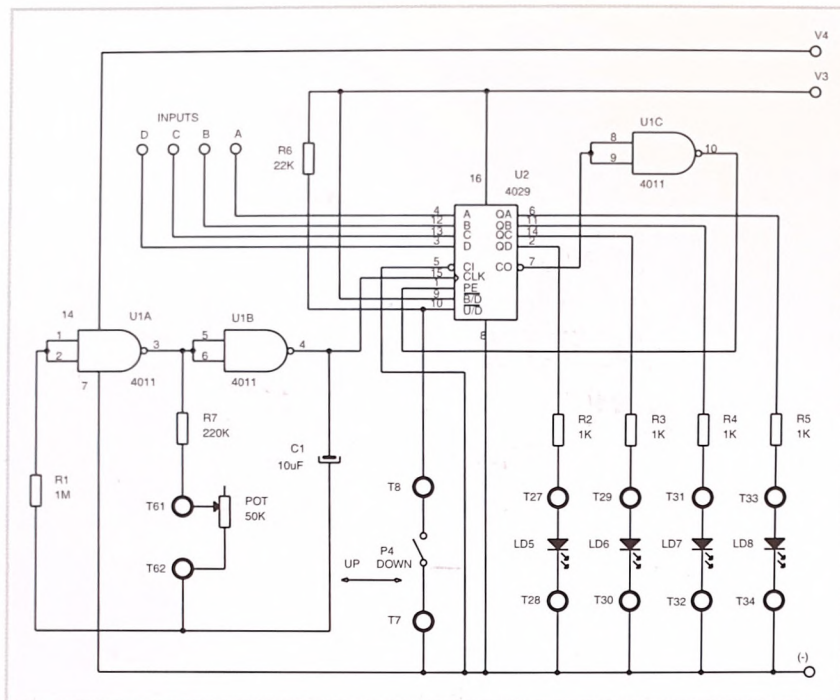 V4
V3
INPUTS
D C B A
R6
22K
U1C
8
9
10
4011
16
U2
4029
4 A QA 6
12 B QB 11
13 C QC 14
3 D QD 2
5 CI CO 7
15 CLK
1 PE
9 B/D
10 U/D
8
14
U1A
1
2
3
4011
7
U1B
5
6
4
4011
R7
220K
C1
10uF
R1
1M
T61
POT
50K
T62
T8
P4
UP DOWN
T7
R2
1K
R3
1K
R4
1K
R5
1K
T27 T29 T31 T33
LD5 LD6 LD7 LD8
T28 T30 T32 T34
(-)